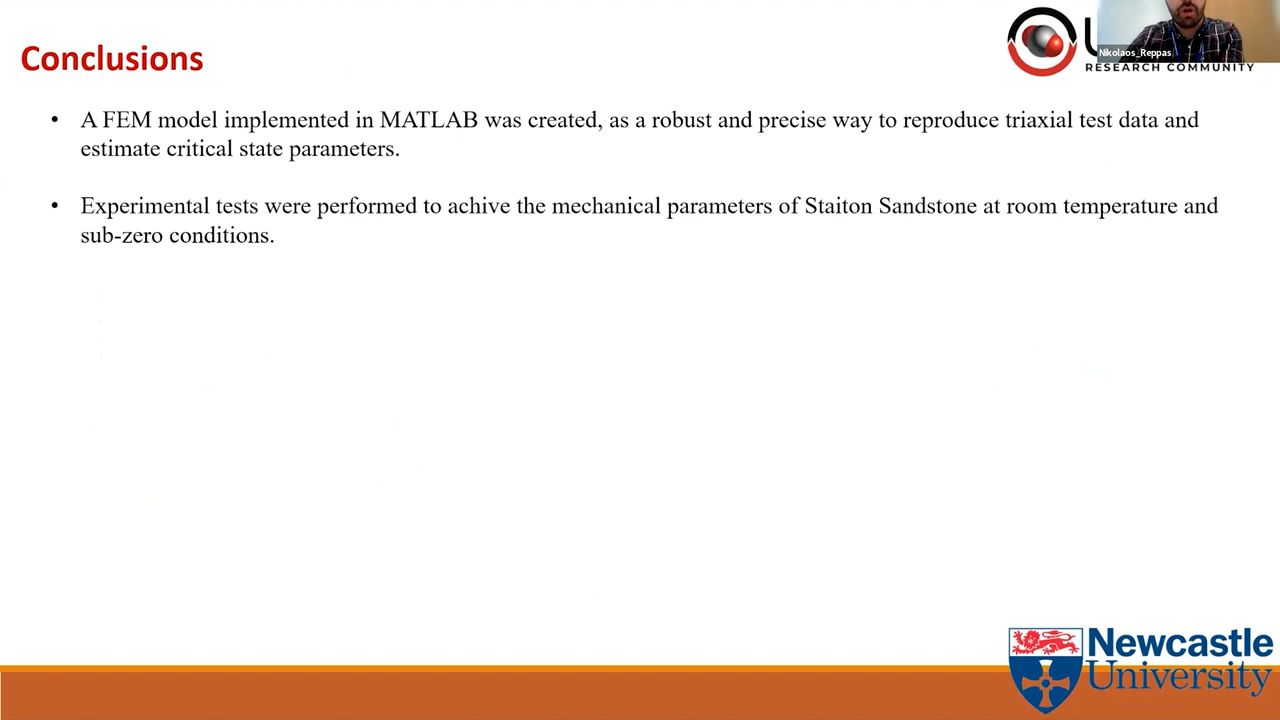 Conclusions
Nikolaos_Reppas
RESEARCH COMMUNITY
• A FEM model implemented in MATLAB was created, as a robust and precise way to reproduce triaxial test data and
estimate critical state parameters.
• Experimental tests were performed to achive the mechanical parameters of Staiton Sandstone at room temperature and
sub-zero conditions.
Newcastle
University